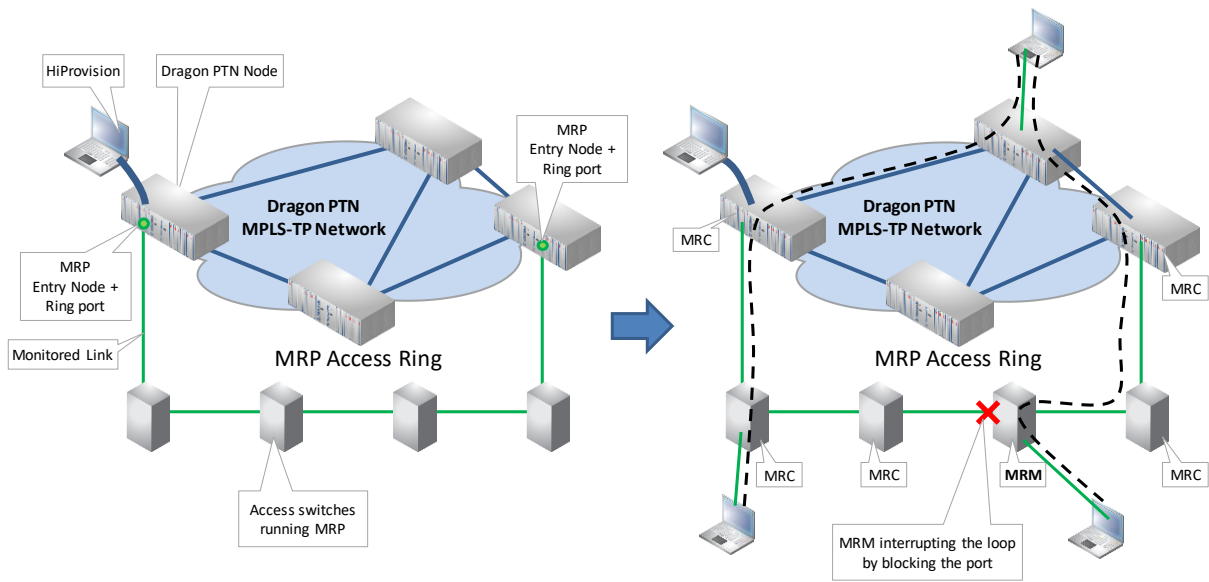 HiProvision
Dragon PTN Node
MRP
Entry Node +
Ring port
Dragon PTN
MPLS-TP Network
MRP
Entry Node +
Ring port
Monitored Link
MRP Access Ring
Access switches
running MRP
MRC
Dragon PTN
MPLS-TP Network
MRC
MRP Access Ring
MRC
MRC
MRM
MRC
MRM interrupting the loop
by blocking the port